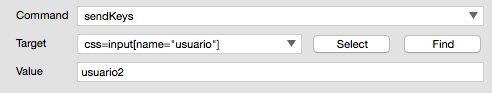 Command sendKeys
Target css=input[name="usuario"] Select Find
Value usuario2